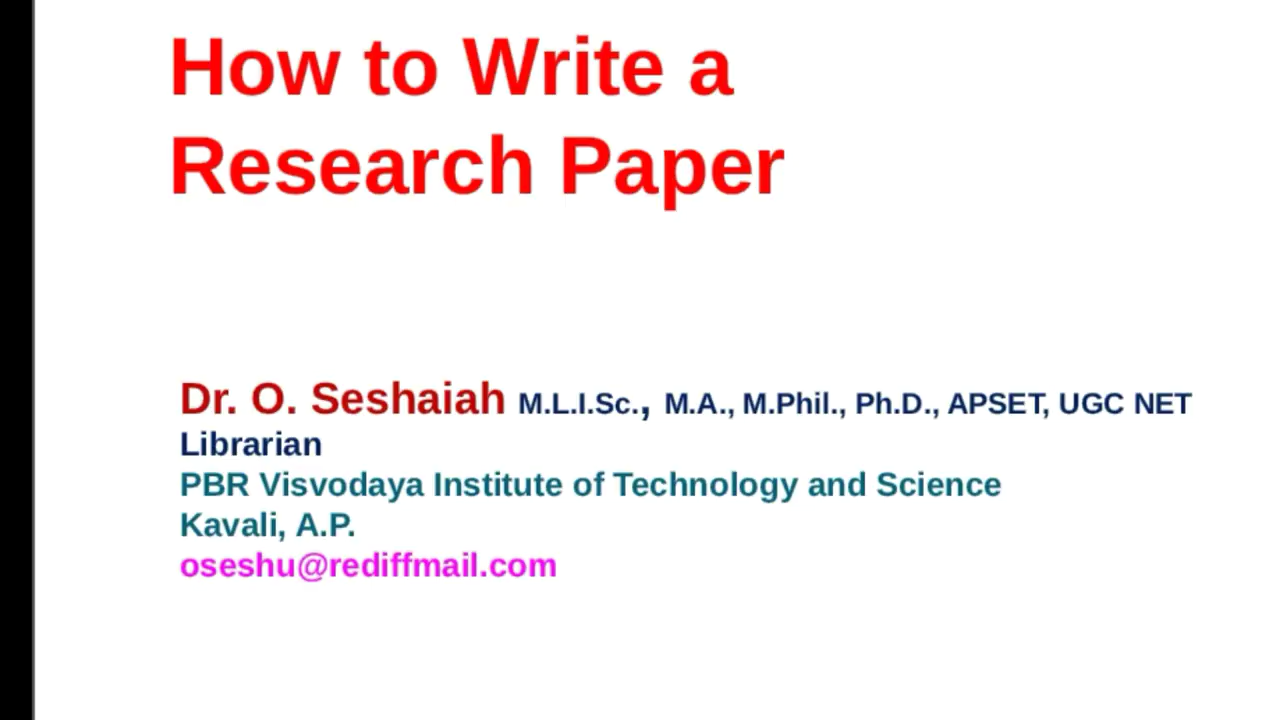 How to Write a
Research Paper
Dr. O. Seshaiah M.L.I.Sc., M.A., M.Phil., Ph.D., APSET, UGC NET
Librarian
PBR Visvodaya Institute of Technology and Science
Kavali, A.P.
oseshu@rediffmail.com